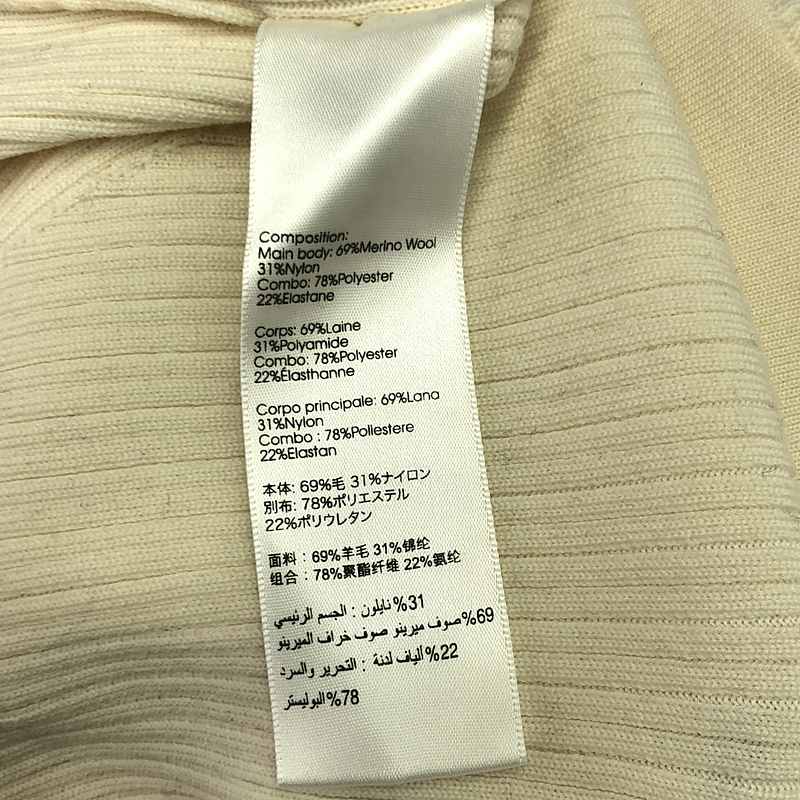 Composition:
Main body: 69%Merino Wool
31%Nylon
Combo: 78%Polyester
22%Elastane
Corps: 69%Laine
31%Polyamide
Combo: 78%Polyester
22%Élasthanne
Corpo principale: 69%Lana
31%Nylon
Combo : 78%Poliestere
22%Elastan
本体: 69%毛 31%ナイロン
別布: 78%ポリエステル
22%ポリウレタン
面料 : 69%羊毛 31%锦纶
组合 : 78%聚酯纤维 22%氨纶
31%نايلون : الجسم الرئيسي
69%صوف ميرينو صوف خراف الميرينو
22%ألياف لدنة : التحرير والسرد
78%البوليستر